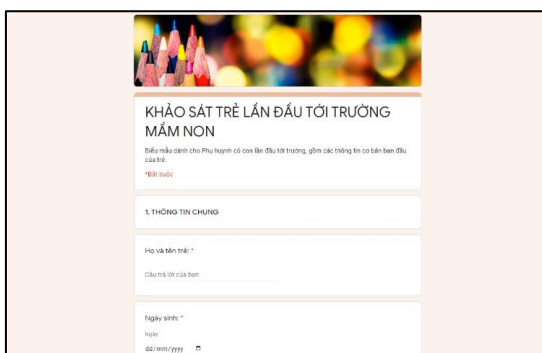 KHẢO SÁT TRẺ LẦN ĐẦU TỚI TRƯỜNG
MẦM NON
Biểu mẫu dành cho Phụ huynh có con lần đầu tới trường, gồm các thông tin cơ bản ban đầu
của trẻ.
*Bắt buộc
1. THÔNG TIN CHUNG
Họ và tên trẻ: *
Câu trả lời của bạn
Ngày sinh: *
Ngày
dd/mm/yyyy